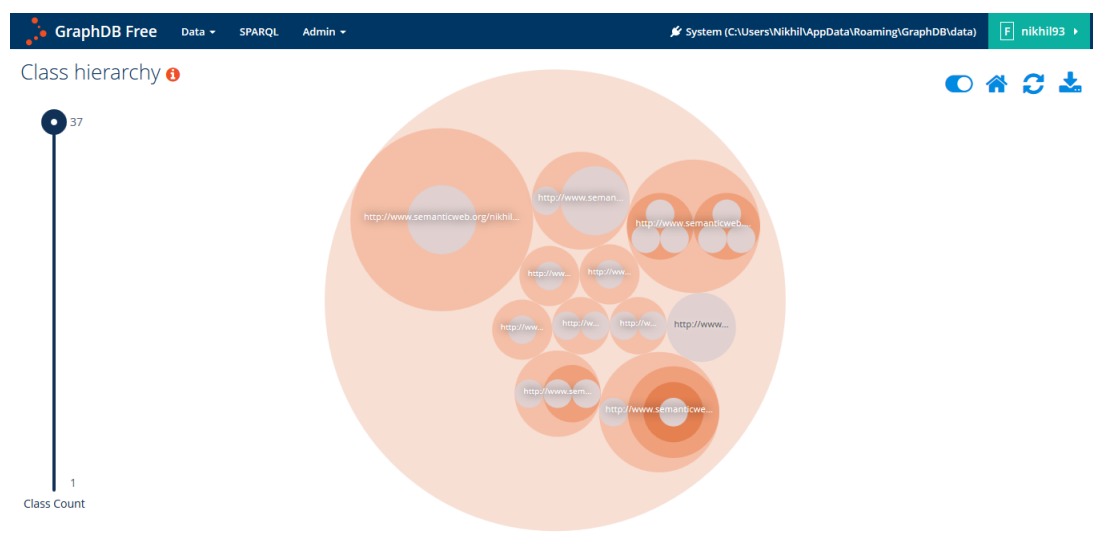 GraphDB Free Data SPARQL Admin System (C:\Users\Nikhil\AppData\Roaming\GraphDB\data) F nikhil93
Class hierarchy
37
http://www.seman...
http://www.semanticweb.org/nikhil...
http://www.semanticweb....
http://ww... http://ww...
http://ww... http://w... http://w... http://www...
http://www.sem...
http://www.semanticwe...
1
Class Count